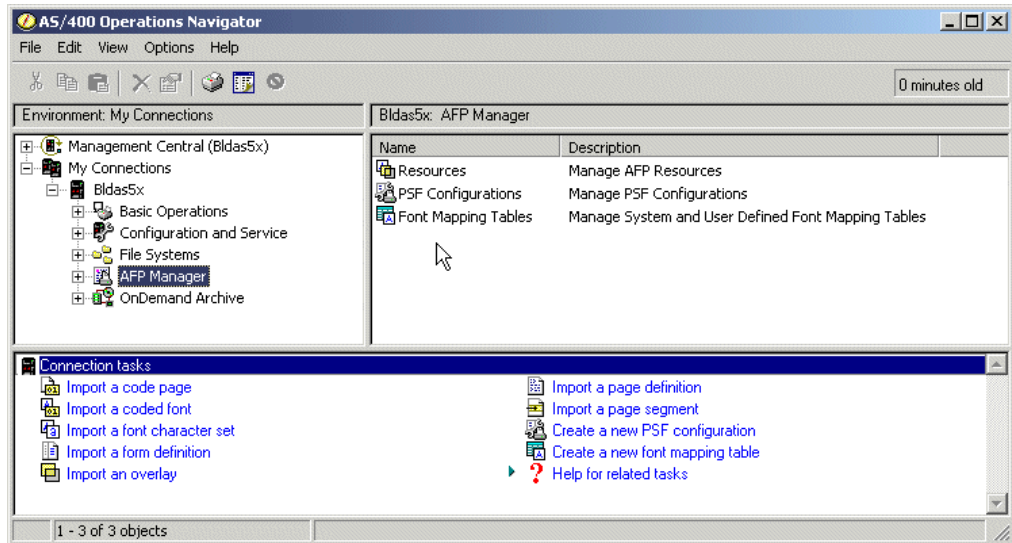 AS/400 Operations Navigator
File Edit View Options Help
0 minutes old
Environment: My Connections
Bldas5x: AFP Manager
Management Central (Bldas5x)
My Connections
Bldas5x
Basic Operations
Configuration and Service
File Systems
AFP Manager
OnDemand Archive
Name Description
Resources Manage AFP Resources
PSF Configurations Manage PSF Configurations
Font Mapping Tables Manage System and User Defined Font Mapping Tables
Connection tasks
Import a code page
Import a coded font
Import a font character set
Import a form definition
Import an overlay
Import a page definition
Import a page segment
Create a new PSF configuration
Create a new font mapping table
? Help for related tasks
1 - 3 of 3 objects